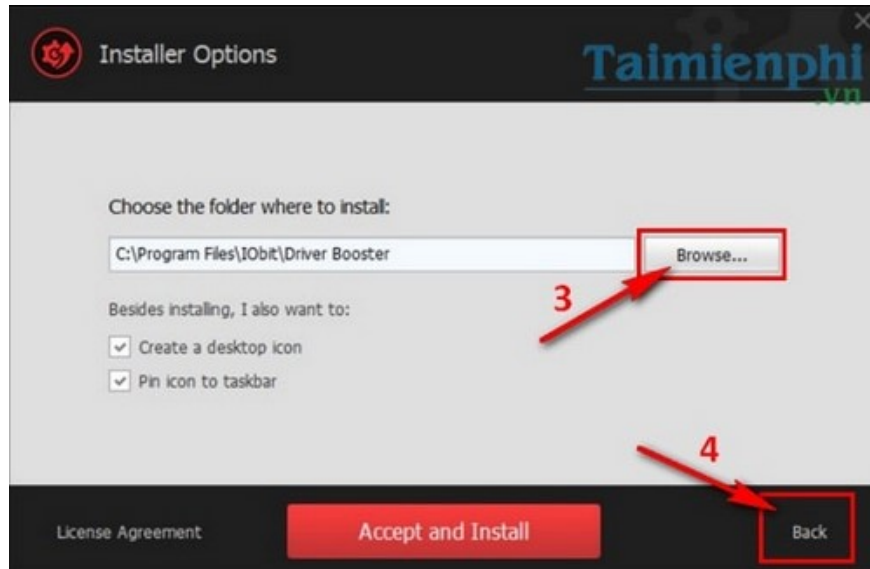 Installer Options
Taimienphi
.vn
Choose the folder where to install:
C:\Program Files\IObit\Driver Booster
Browse...
3
Besides installing, I also want to:
Create a desktop icon
Pin icon to taskbar
4
License Agreement
Accept and Install
Back